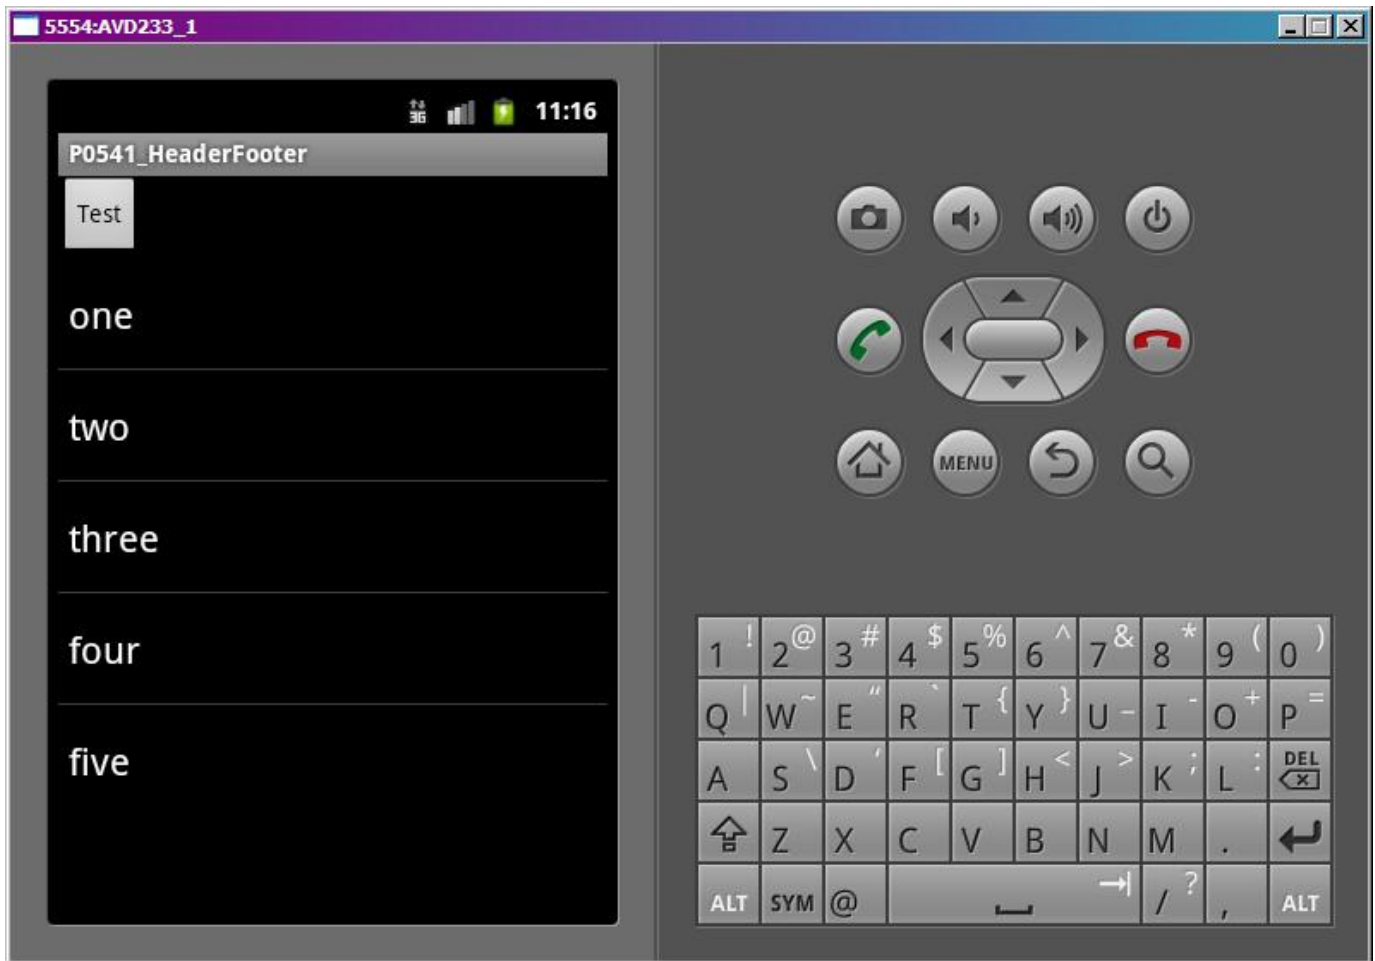 5554:AVD233_1
3G 11:16
P0541_HeaderFooter
Test
one
two
three
four
five
MENU
1 ! 2 @ 3 # 4 $ 5 % 6 ^ 7 & 8 * 9 ( 0 )
Q | W ~ E “ R ` T { Y } U _ I - O + P =
A S \ D ‘ F [ G ] H < J > K ; L : DEL
Z X C V B N M .
ALT SYM @ / ? , ALT